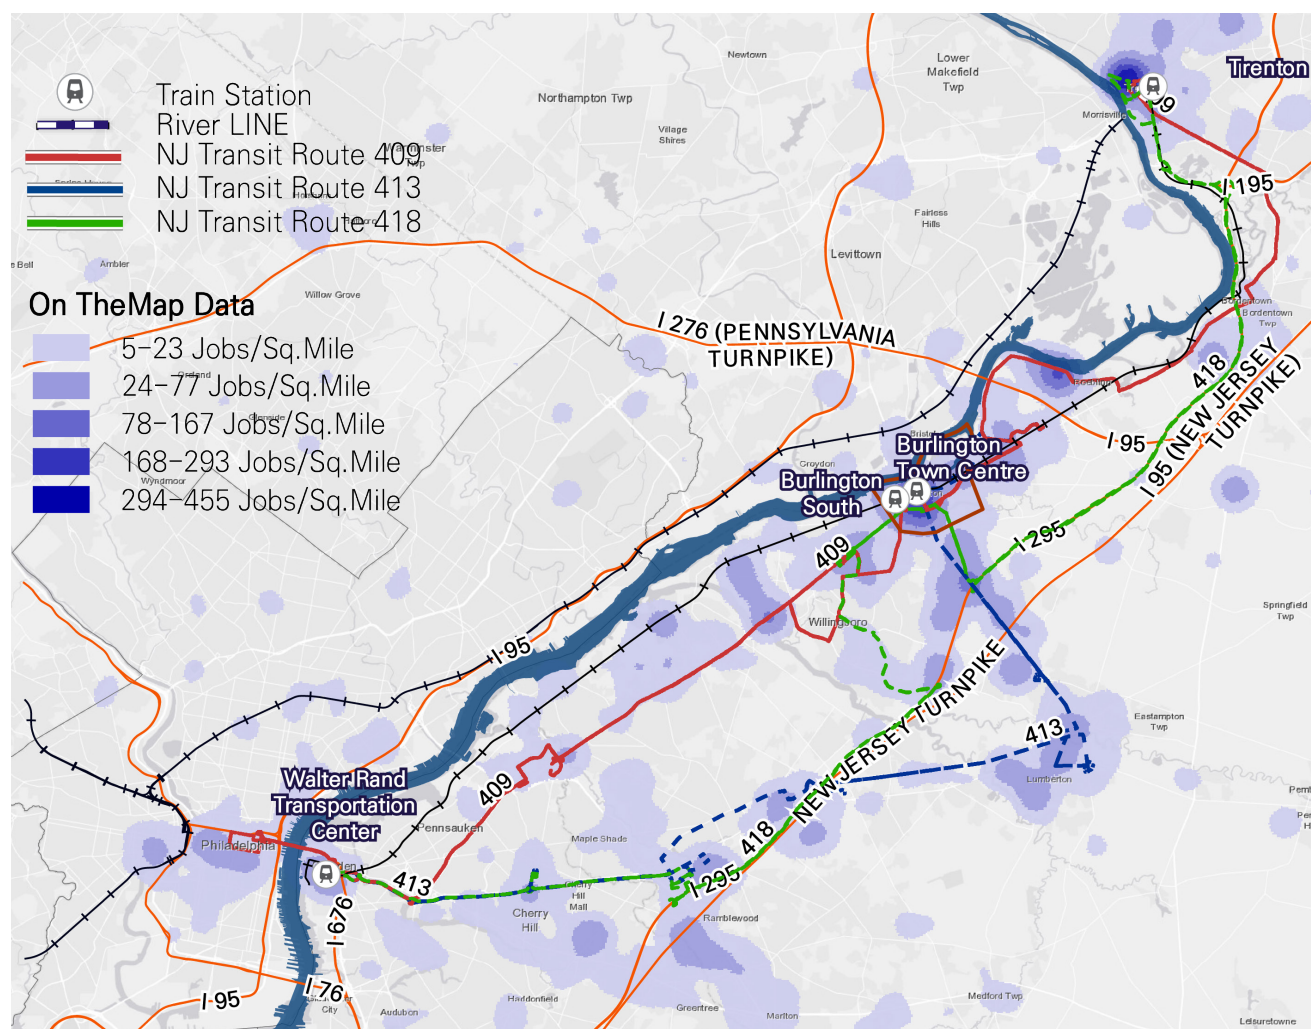 Train Station
River LINE
NJ Transit Route 409
NJ Transit Route 413
NJ Transit Route 418
On TheMap Data
5–23 Jobs/Sq.Mile
24–77 Jobs/Sq.Mile
78–167 Jobs/Sq.Mile
168–293 Jobs/Sq.Mile
294–455 Jobs/Sq.Mile
Newtown
Lower
Makefield
Twp
Trenton
Northampton Twp
Village
Shires
Morrisville
I 195
Fairless
Hills
Levittown
Ambler
Willow Grove
I 276 (PENNSYLVANIA
TURNPIKE)
Bordentown
Bordentown
Twp
418
I 95 (NEW JERSEY
TURNPIKE)
Glenside
Wyndmoor
I 95
Croydon
Burlington
Town Centre
Burlington
South
I 295
409
Springfield
Twp
Willingboro
I 95
NEW JERSEY TURNPIKE
Eastampton
Twp
413
Lumberton
Walter Rand
Transportation
Center
409
Pennsauken
Philadelphia
Maple Shade
418
413
I 295
Cherry
Hill
Mall
Cherry
Hill
Ramblewood
I 676
I 76
I 95
Haddonfield
Audubon
City
Greentree
Marlton
Medford Twp
Leisuretowne